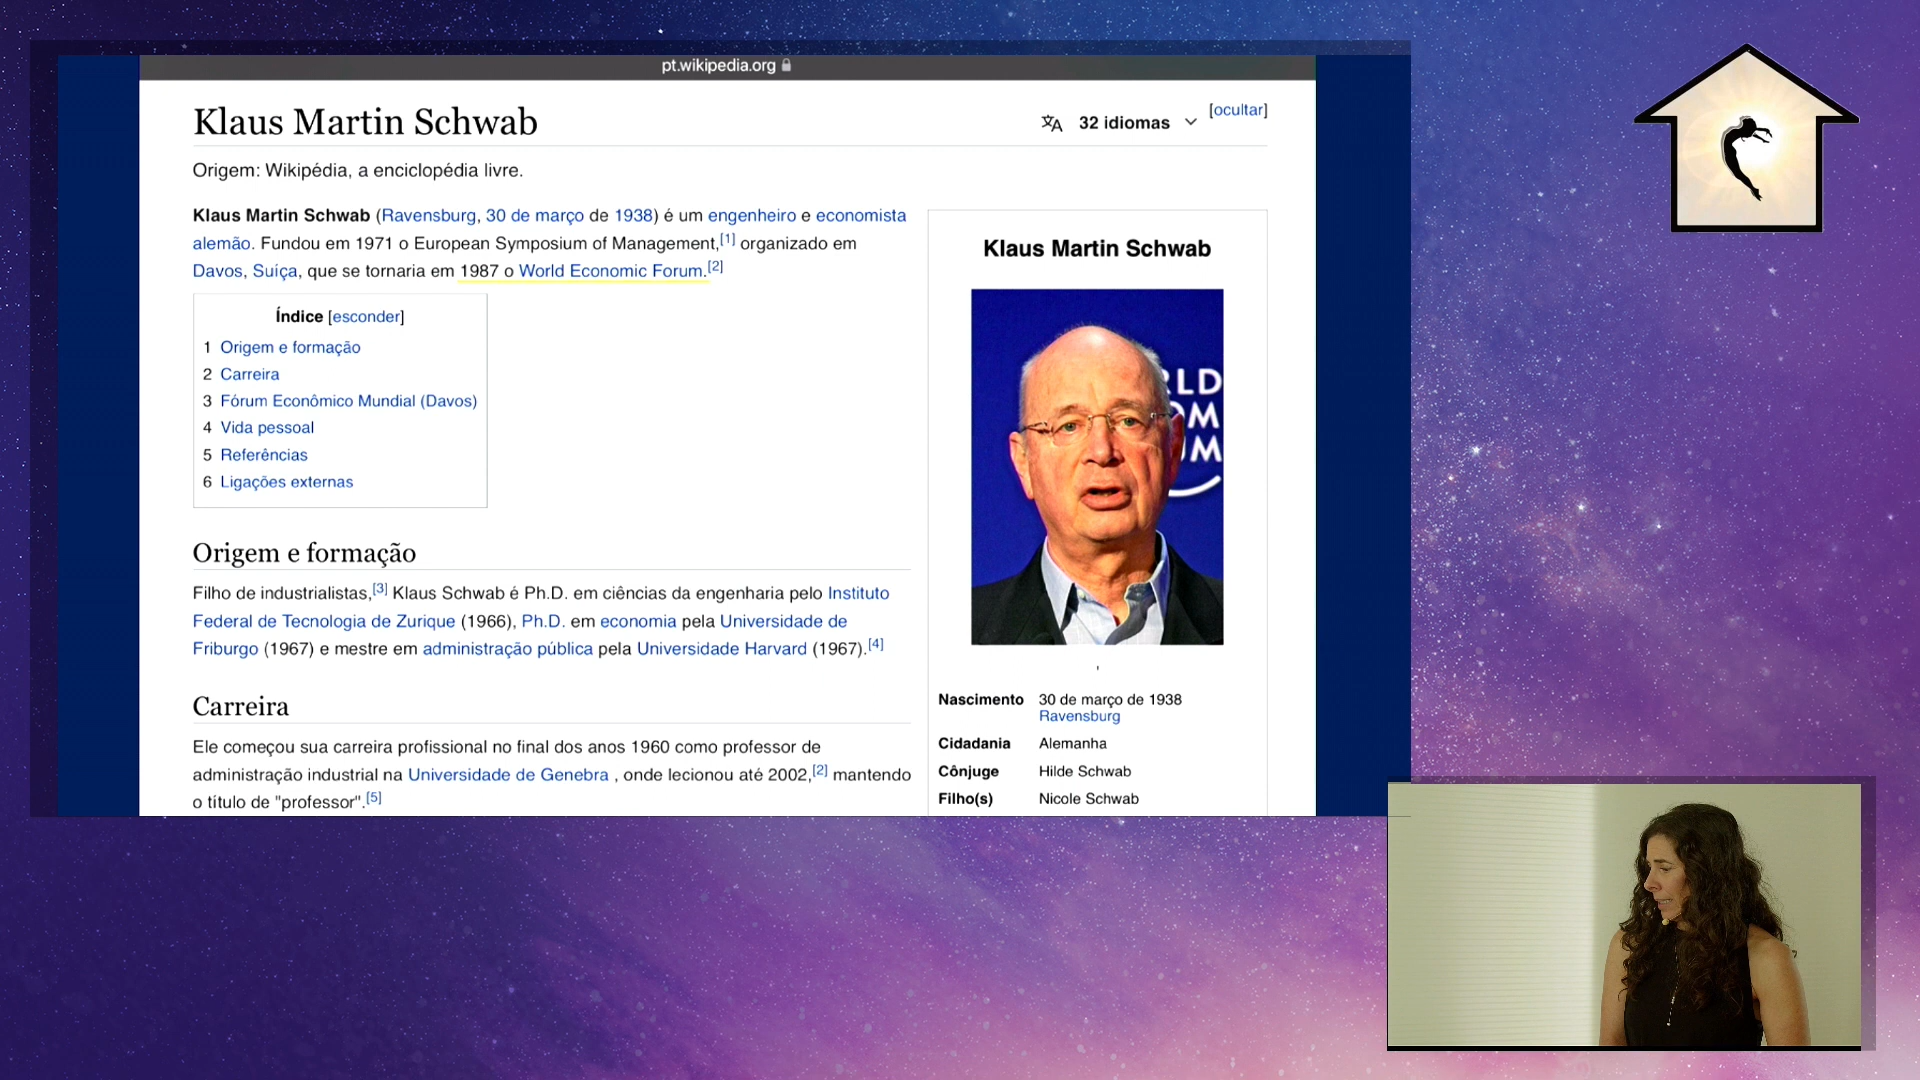 pt.wikipedia.org
Klaus Martin Schwab
32 idiomas
[ocultar]
Origem: Wikipédia, a enciclopédia livre.
Klaus Martin Schwab (Ravensburg, 30 de março de 1938) é um engenheiro e economista
alemão. Fundou em 1971 o European Symposium of Management,[1] organizado em
Davos, Suíça, que se tornaria em 1987 o World Economic Forum.[2]
Índice [esconder]
1 Origem e formação
2 Carreira
3 Fórum Econômico Mundial (Davos)
4 Vida pessoal
5 Referências
6 Ligações externas
Origem e formação
Filho de industrialistas,[3] Klaus Schwab é Ph.D. em ciências da engenharia pelo Instituto
Federal de Tecnologia de Zurique (1966), Ph.D. em economia pela Universidade de
Friburgo (1967) e mestre em administração pública pela Universidade Harvard (1967).[4]
Carreira
Ele começou sua carreira profissional no final dos anos 1960 como professor de
administração industrial na Universidade de Genebra , onde lecionou até 2002,[2] mantendo
o título de "professor".[5]
Klaus Martin Schwab
RLD
OM
UM
Nascimento 30 de março de 1938
Ravensburg
Cidadania Alemanha
Cônjuge Hilde Schwab
Filho(s) Nicole Schwab